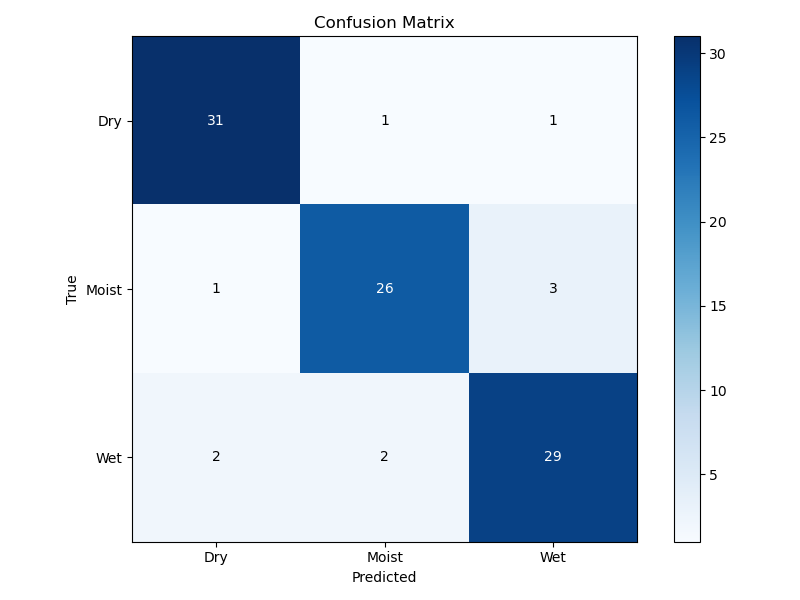 Confusion Matrix
True
Dry 31 1 1
Moist 1 26 3
Wet 2 2 29
Dry Moist Wet
Predicted
30
25
20
15
10
5